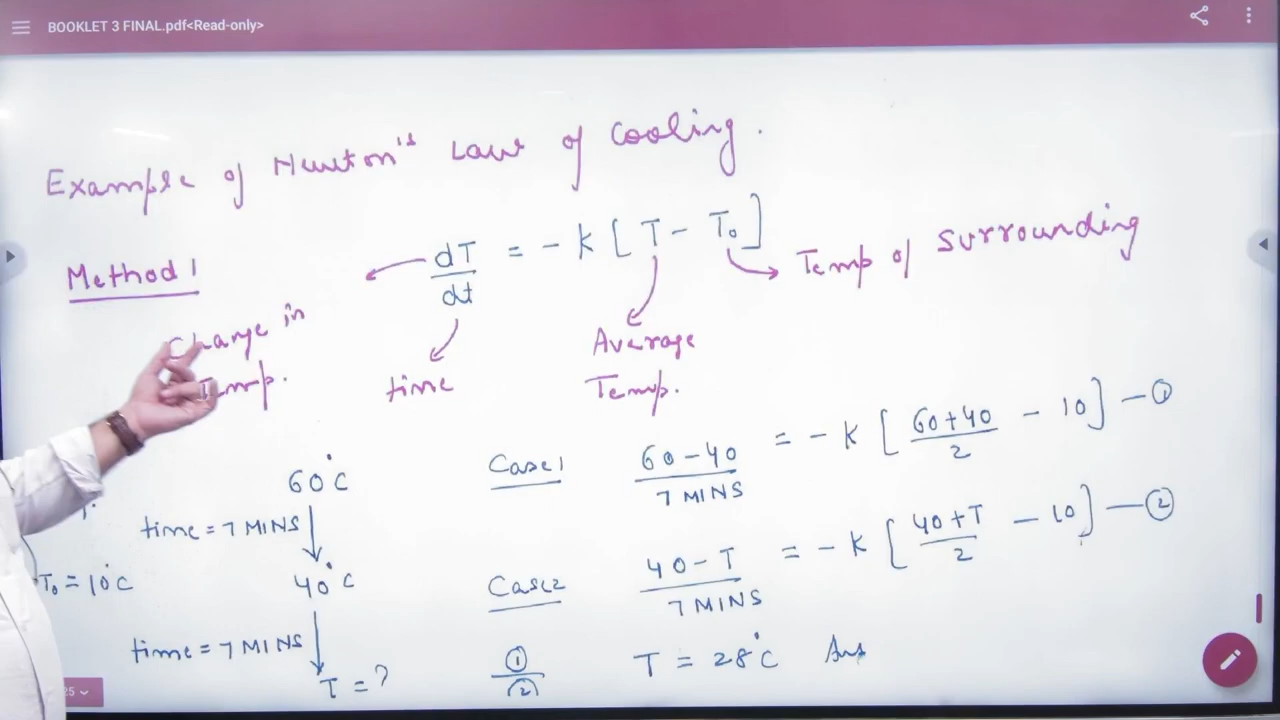 BOOKLET 3 FINAL.pdf<Read-only>
Example of Newton's Law of Cooling.
Method 1
dT/dt = - K [T - T₀]
Temp of Surrounding
Change in Temp.
time
Average Temp.
60°C
time = 7 MINS
T₀ = 10°C
40°C
time = 7 MINS
T = ?
Case 1
60-40 / 7 MINS = - K [60+40 / 2 - 10] — ①
Case 2
40-T / 7 MINS = - K [40+T / 2 - 10] — ②
①/②
T = 28°C Ans